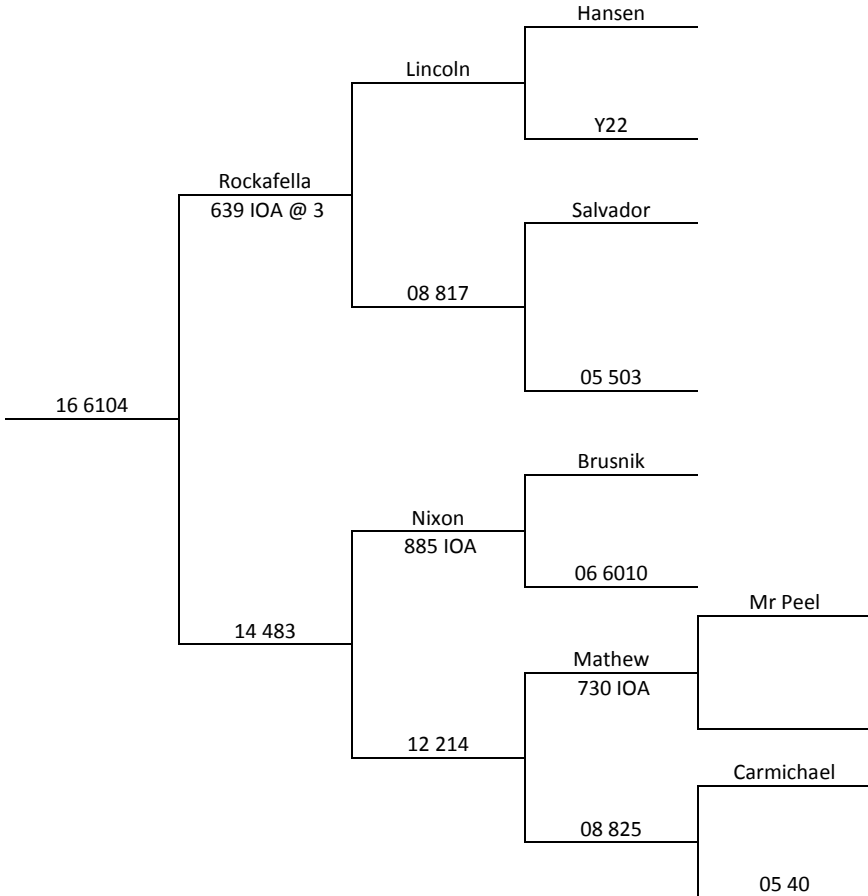 Hansen
Lincoln
Y22
Rockafella
639 IOA @ 3
Salvador
08 817
05 503
16 6104
Brusnik
Nixon
885 IOA
06 6010
Mr Peel
14 483
Mathew
730 IOA
12 214
Carmichael
08 825
05 40